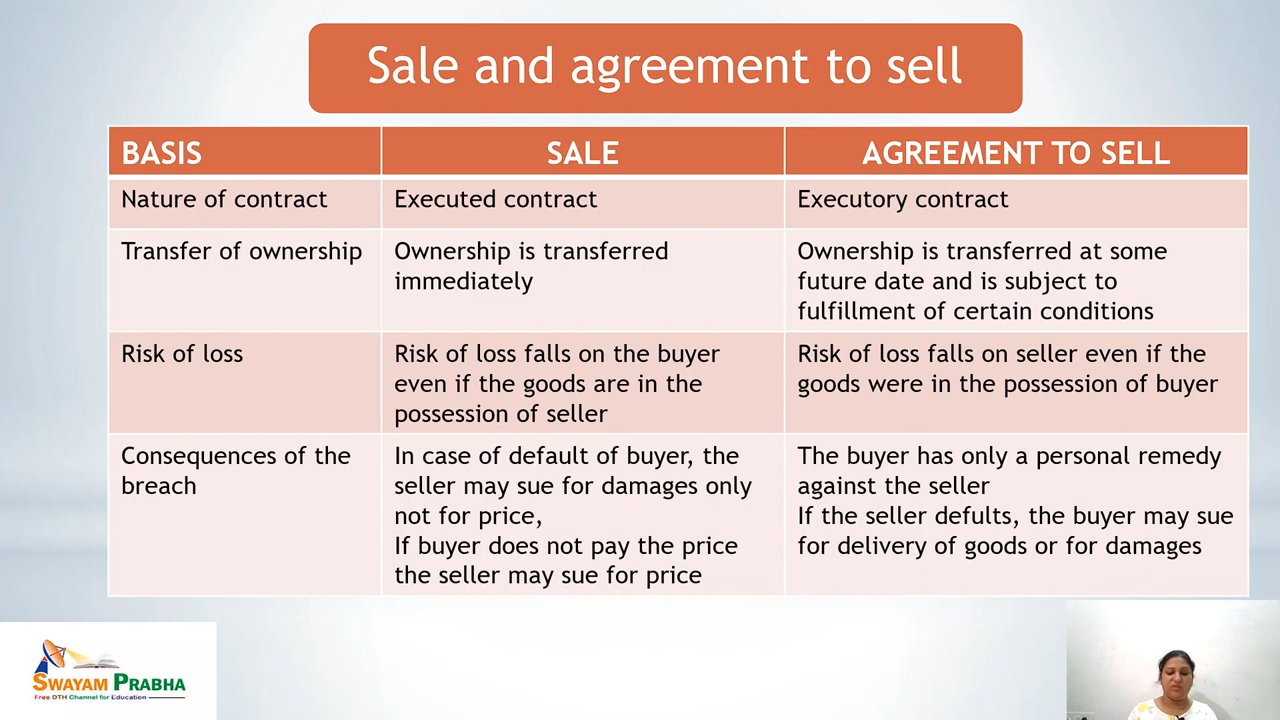 Sale and agreement to sell
BASIS
SALE
AGREEMENT TO SELL
Nature of contract
Executed contract
Executory contract
Transfer of ownership
Ownership is transferred
immediately
Ownership is transferred at some
future date and is subject to
fulfillment of certain conditions
Risk of loss
Risk of loss falls on the buyer
even if the goods are in the
possession of seller
Risk of loss falls on seller even if the
goods were in the possession of buyer
Consequences of the
breach
In case of default of buyer, the
seller may sue for damages only
not for price,
If buyer does not pay the price
the seller may sue for price
The buyer has only a personal remedy
against the seller
If the seller defults, the buyer may sue
for delivery of goods or for damages
SWAYAM PRABHA
Free DTH Channel for Education